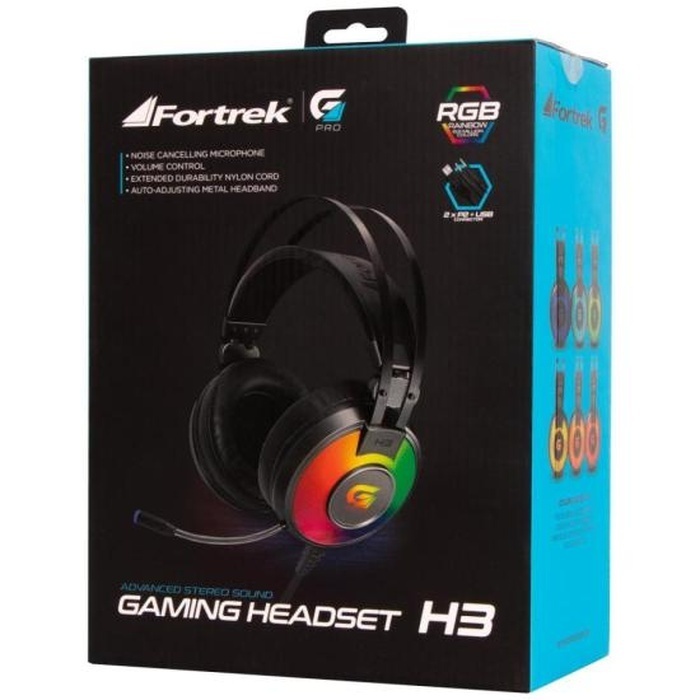 Fortrek® G PRO
• NOISE CANCELLING MICROPHONE
• VOLUME CONTROL
• EXTENDED DURABILITY NYLON CORD
• AUTO-ADJUSTING METAL HEADBAND
RGB
RAINBOW
2 x P2 + USB
CONNECTOR
Fortrek G
H3
G
ADVANCED STEREO SOUND
GAMING HEADSET H3